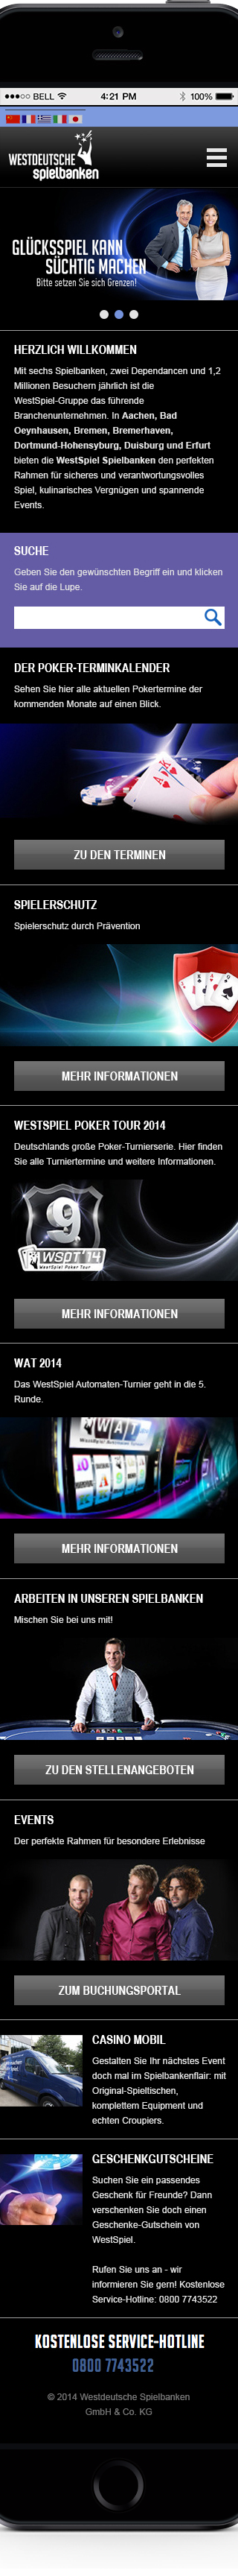 BELL 4:21 PM 100%
WESTDEUTSCHE
spielbanken
GLÜCKSSPIEL KANN
SÜCHTIG MACHEN
Bitte setzen Sie sich Grenzen!
HERZLICH WILLKOMMEN
Mit sechs Spielbanken, zwei Dependancen und 1,2
Millionen Besuchern jährlich ist die
WestSpiel-Gruppe das führende
Branchenunternehmen. In Aachen, Bad
Oeynhausen, Bremen, Bremerhaven,
Dortmund-Hohensyburg, Duisburg und Erfurt
bieten die WestSpiel Spielbanken den perfekten
Rahmen für sicheres und verantwortungsvolles
Spiel, kulinarisches Vergnügen und spannende
Events.
SUCHE
Geben Sie den gewünschten Begriff ein und klicken
Sie auf die Lupe.
DER POKER-TERMINKALENDER
Sehen Sie hier alle aktuellen Pokertermine der
kommenden Monate auf einen Blick.
ZU DEN TERMINEN
SPIELERSCHUTZ
Spielerschutz durch Prävention
MEHR INFORMATIONEN
WESTSPIEL POKER TOUR 2014
Deutschlands große Poker-Turnierserie. Hier finden
Sie alle Turniertermine und weitere Informationen.
9
WSPT'14
WestSpiel Poker Tour
MEHR INFORMATIONEN
WAT 2014
Das WestSpiel Automaten-Turnier geht in die 5.
Runde.
WAT
MEHR INFORMATIONEN
ARBEITEN IN UNSEREN SPIELBANKEN
Mischen Sie bei uns mit!
ZU DEN STELLENANGEBOTEN
EVENTS
Der perfekte Rahmen für besondere Erlebnisse
ZUM BUCHUNGSPORTAL
CASINO MOBIL
Gestalten Sie Ihr nächstes Event
doch mal im Spielbankenflair: mit
Original-Spieltischen,
komplettem Equipment und
echten Croupiers.
GESCHENKGUTSCHEINE
Suchen Sie ein passendes
Geschenk für Freunde? Dann
verschenken Sie doch einen
Geschenke-Gutschein von
WestSpiel.
Rufen Sie uns an - wir
informieren Sie gern! Kostenlose
Service-Hotline: 0800 7743522
KOSTENLOSE SERVICE-HOTLINE
0800 7743522
© 2014 Westdeutsche Spielbanken
GmbH & Co. KG